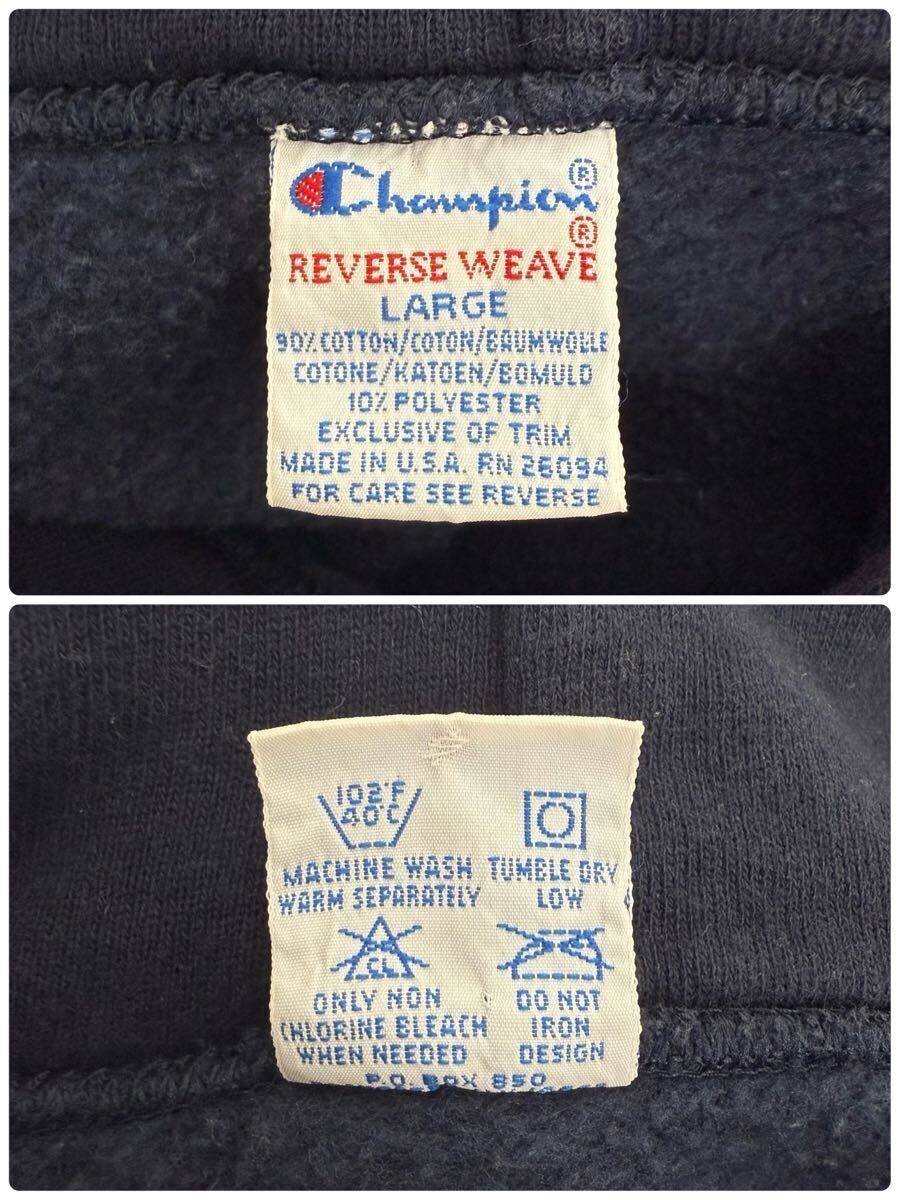 Champion®
REVERSE WEAVE®
LARGE
90% COTTON/COTON/BAUMWOLLE
COTONE/KATOEN/BOMULD
10% POLYESTER
EXCLUSIVE OF TRIM
MADE IN U.S.A. RN 26094
FOR CARE SEE REVERSE
102°F
40°C
MACHINE WASH
WARM SEPARATELY
TUMBLE DRY
LOW
CL
ONLY NON
CHLORINE BLEACH
WHEN NEEDED
DO NOT
IRON
DESIGN
P.O. BOX 850